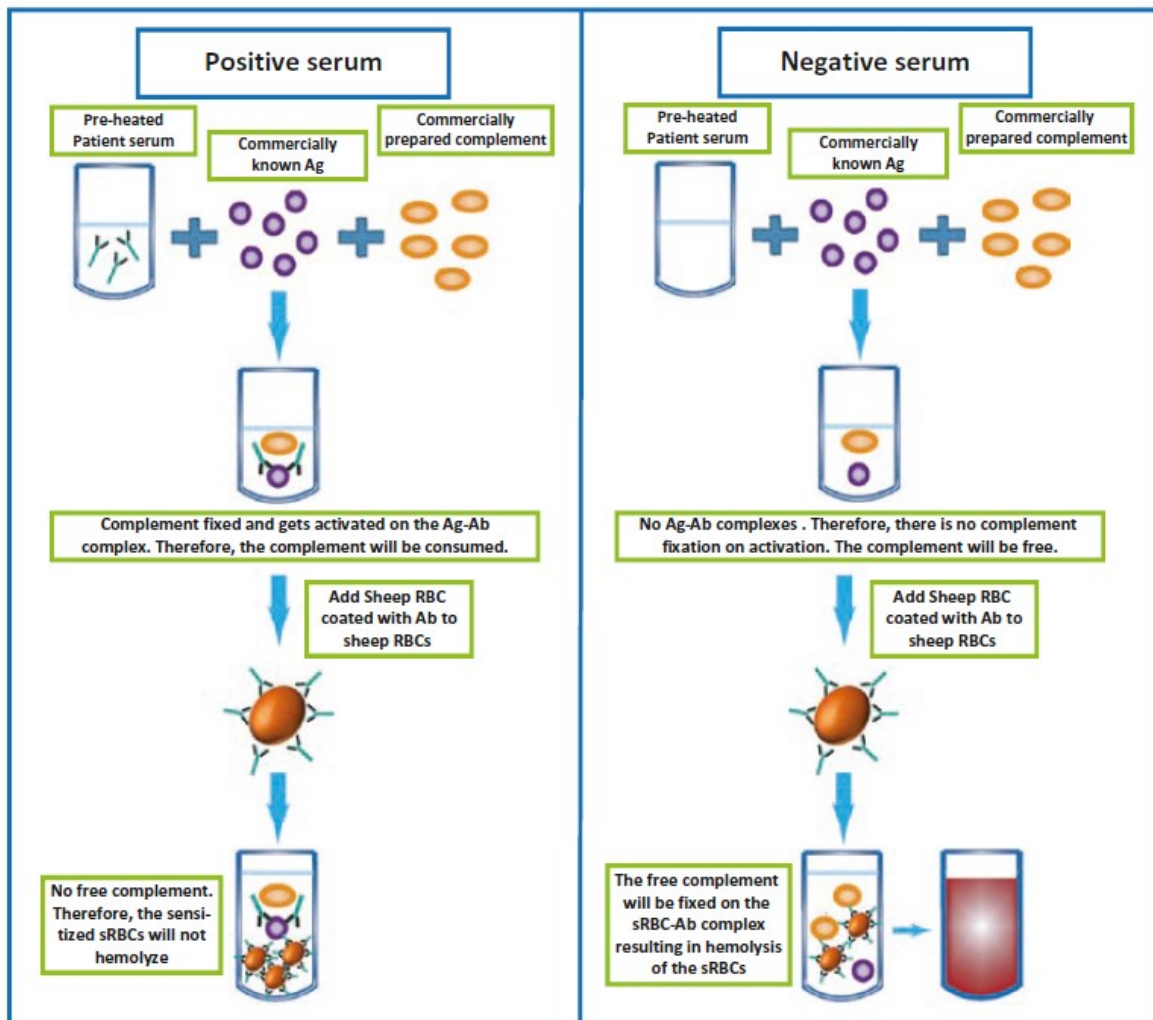 Positive serum
Pre-heated
Patient serum
Commercially
known Ag
Commercially
prepared complement
Complement fixed and gets activated on the Ag-Ab
complex. Therefore, the complement will be consumed.
Add Sheep RBC
coated with Ab to
sheep RBCs
No free complement.
Therefore, the sensi-
tized sRBCs will not
hemolyze
Negative serum
Pre-heated
Patient serum
Commercially
known Ag
Commercially
prepared complement
No Ag-Ab complexes . Therefore, there is no complement
fixation on activation. The complement will be free.
Add Sheep RBC
coated with Ab to
sheep RBCs
The free complement
will be fixed on the
sRBC-Ab complex
resulting in hemolysis
of the sRBCs